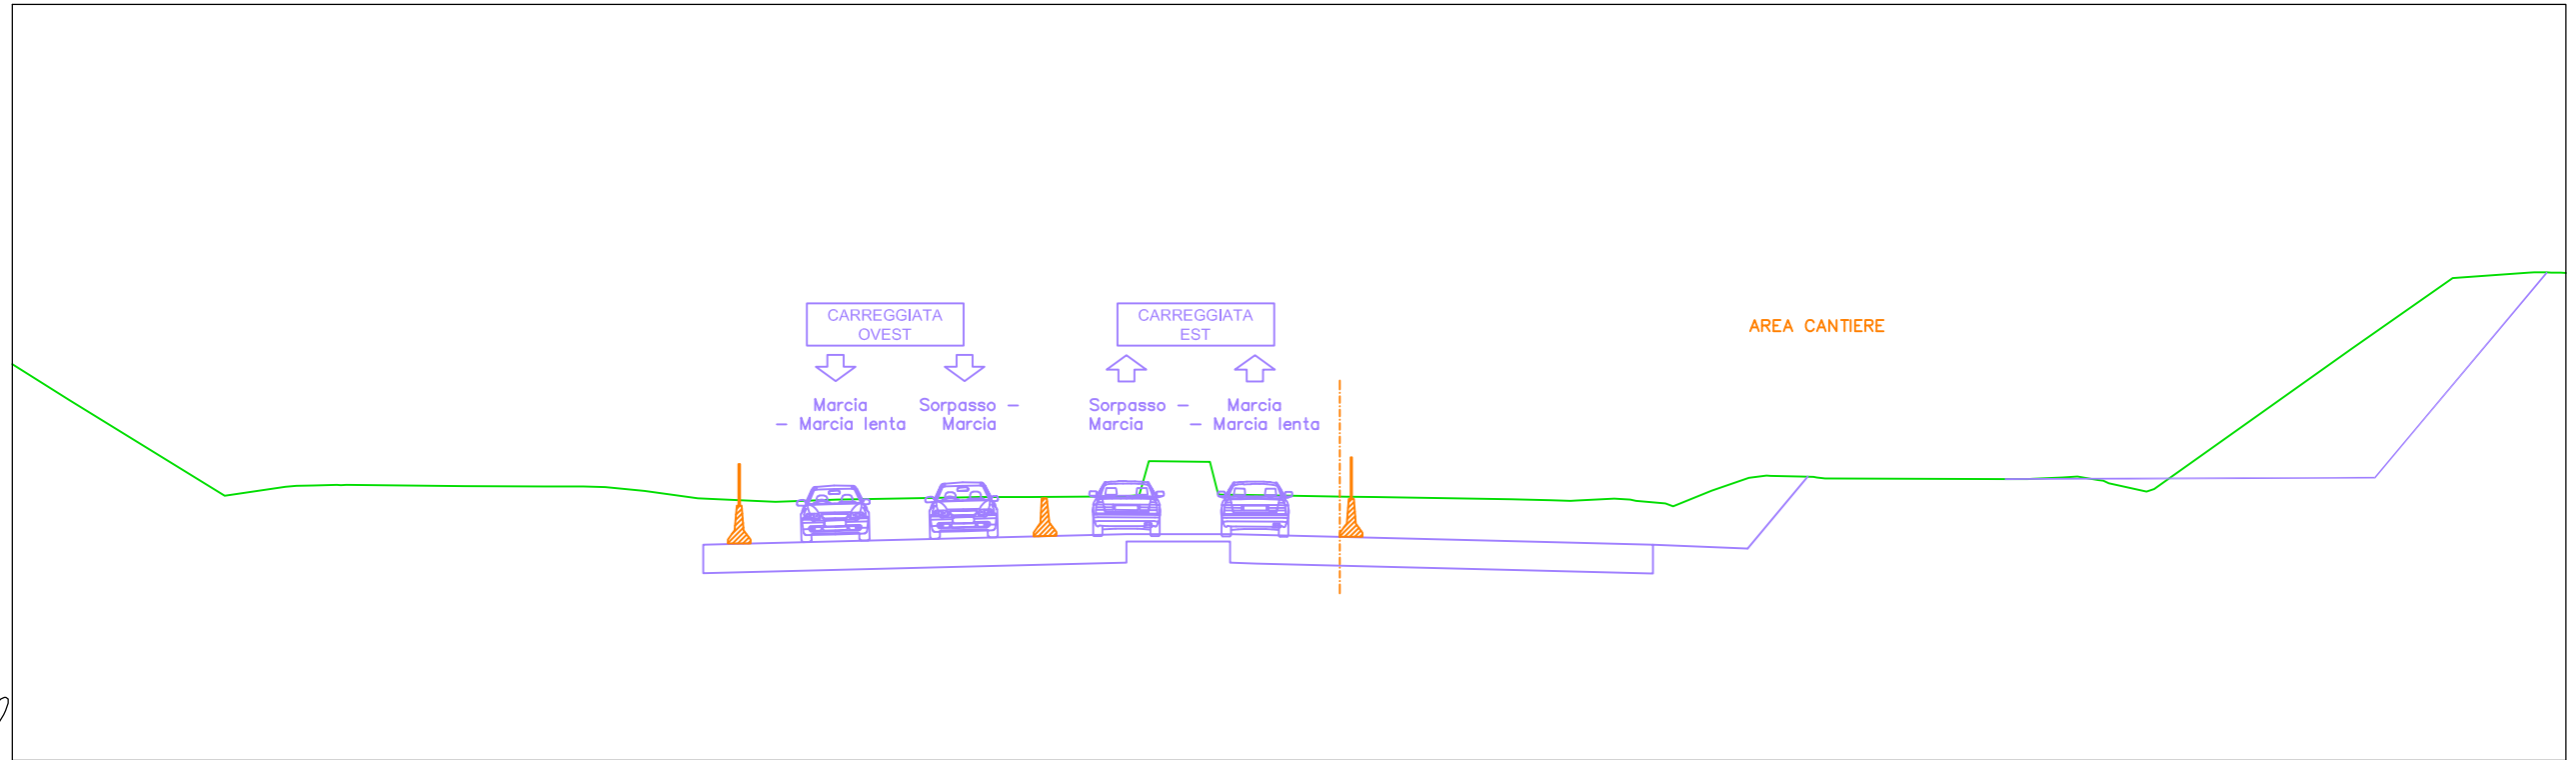 CARREGGIATA
OVEST
CARREGGIATA
EST
AREA CANTIERE
Marcia
- Marcia lenta
Sorpasso -
Marcia
Sorpasso -
Marcia
Marcia
- Marcia lenta